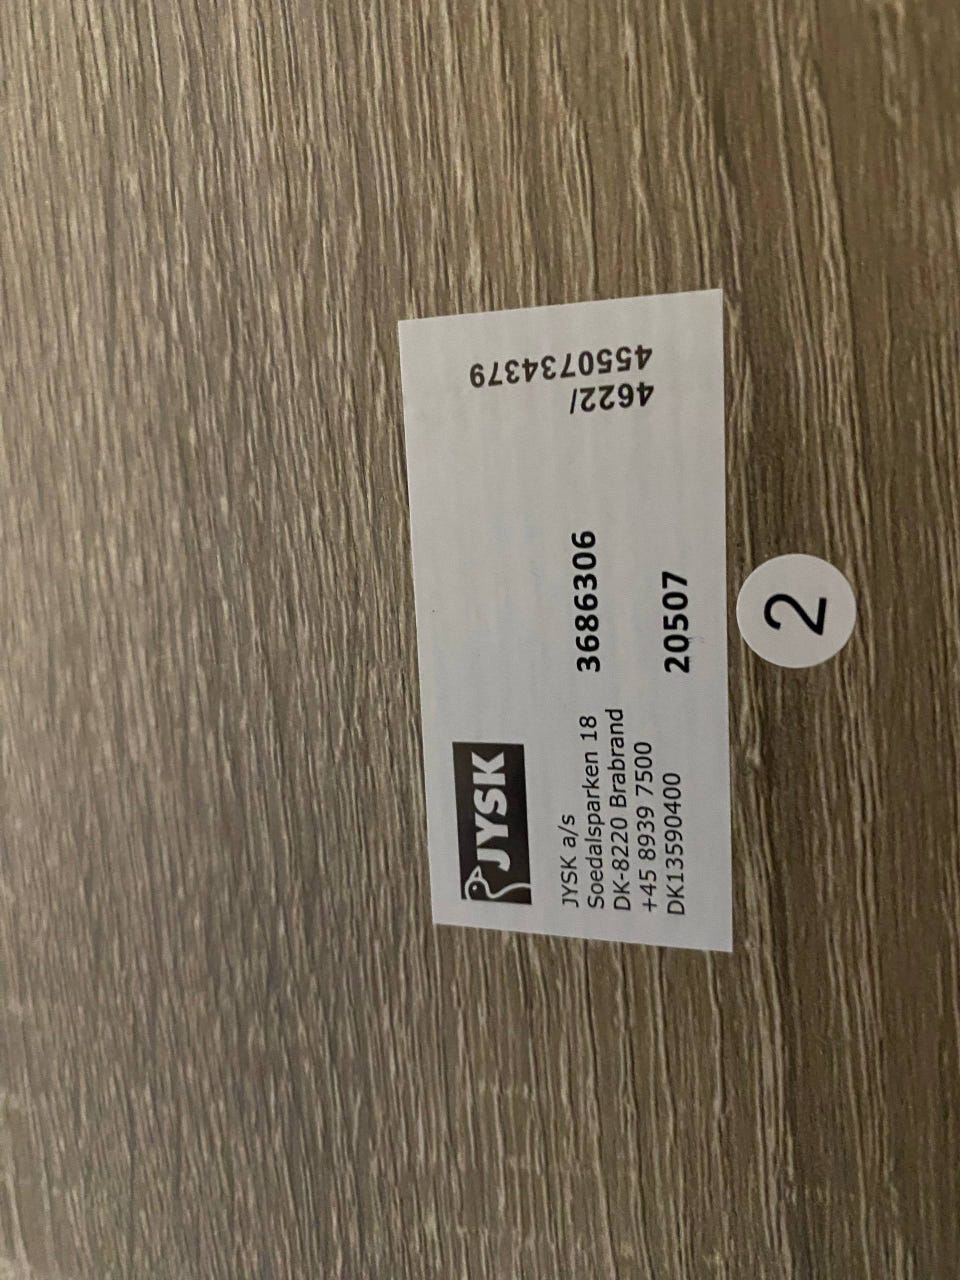 JYSK
JYSK a/s
Soedalsparken 18
DK-8220 Brabrand
+45 8939 7500
DK13590400
3686306
20507
4622/
4550734379
2